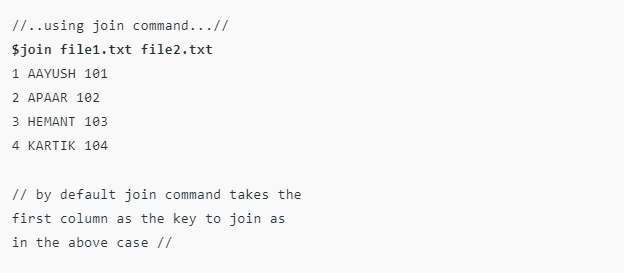 //..using join command...//
$join file1.txt file2.txt
1 AAYUSH 101
2 APAAR 102
3 HEMANT 103
4 KARTIK 104
// by default join command takes the
first column as the key to join as
in the above case //